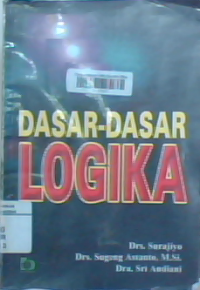 DASAR-DASAR
LOGIKA
Drs. Surajiyo
Drs. Sugeng Astanto, M.Si.
Dra. Sri Andiani